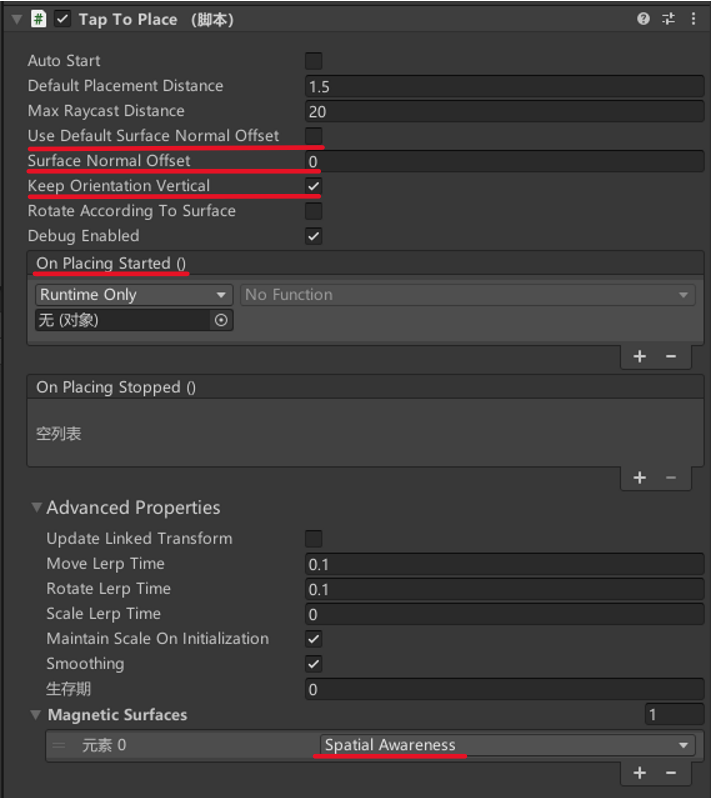 # Tap To Place （脚本）
Auto Start
Default Placement Distance 1.5
Max Raycast Distance 20
Use Default Surface Normal Offset
Surface Normal Offset 0
Keep Orientation Vertical
Rotate According To Surface
Debug Enabled
On Placing Started ()
Runtime Only No Function
无 (对象)
+ −
On Placing Stopped ()
空列表
+ −
Advanced Properties
Update Linked Transform
Move Lerp Time 0.1
Rotate Lerp Time 0.1
Scale Lerp Time 0
Maintain Scale On Initialization
Smoothing
生存期 0
Magnetic Surfaces 1
元素 0 Spatial Awareness
+ −